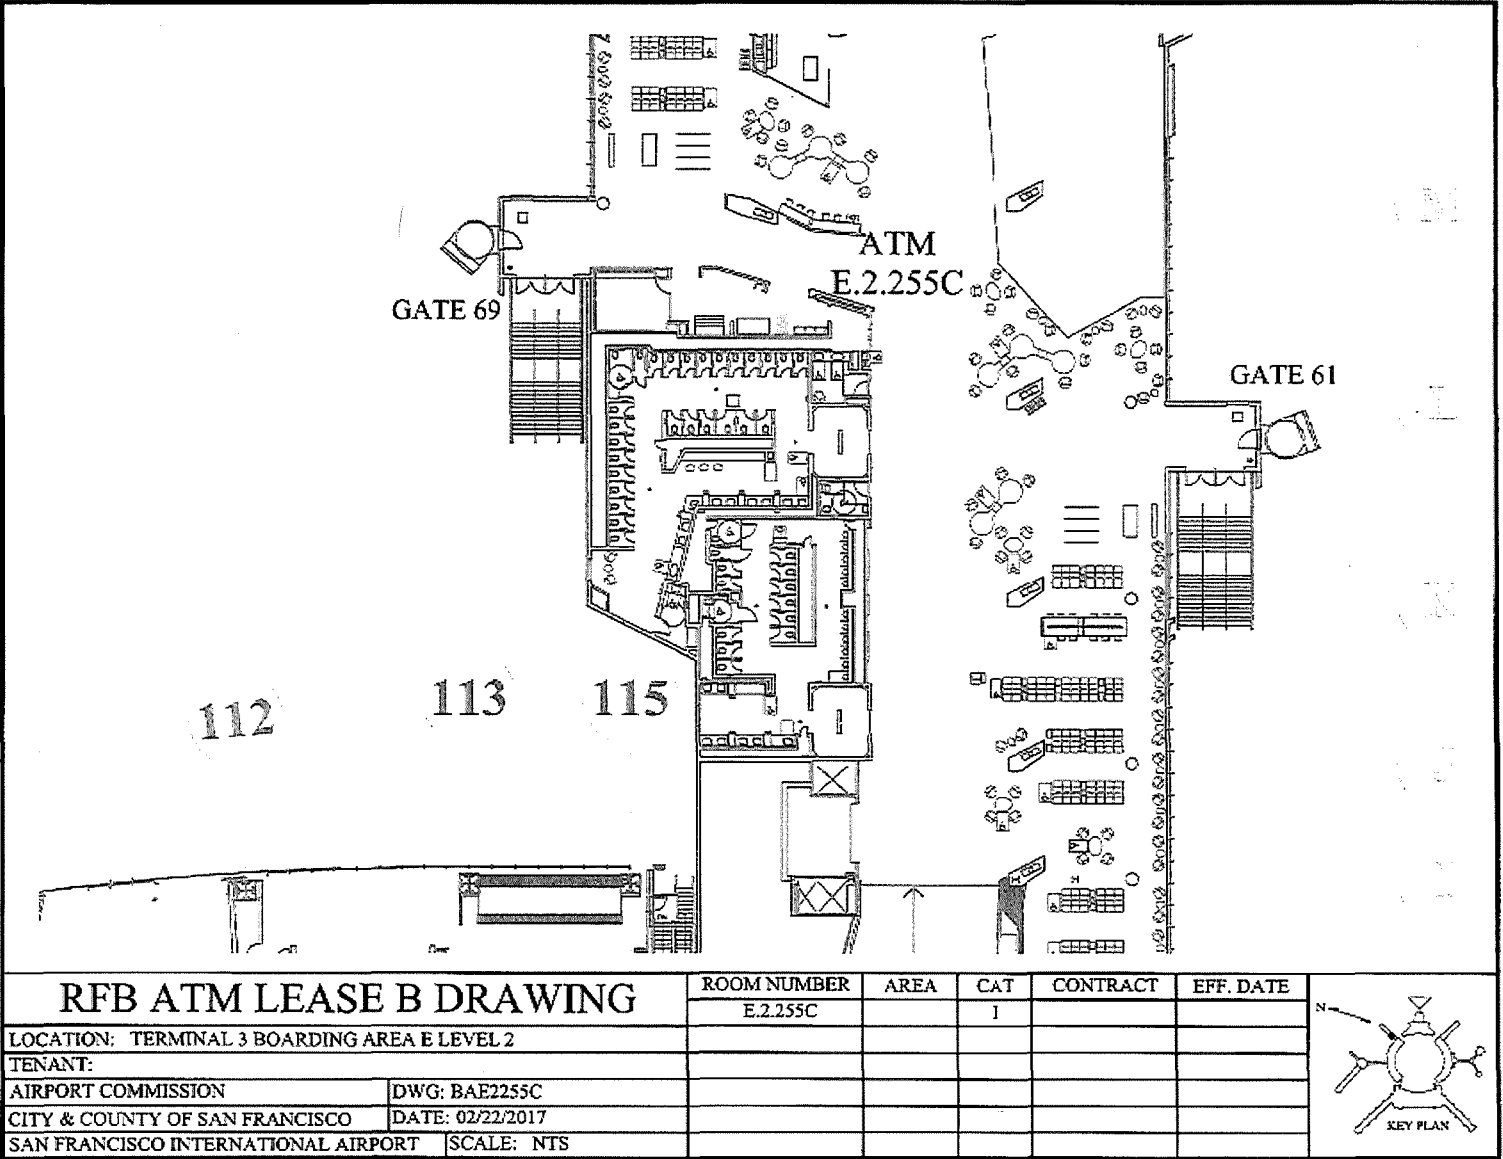 ATM
E.2.255C
GATE 69
GATE 61
112
113
115
M
L
K
RFB ATM LEASE B DRAWING
LOCATION: TERMINAL 3 BOARDING AREA E LEVEL 2
TENANT:
AIRPORT COMMISSION
DWG: BAE2255C
CITY & COUNTY OF SAN FRANCISCO
DATE: 02/22/2017
SAN FRANCISCO INTERNATIONAL AIRPORT
SCALE: NTS
ROOM NUMBER AREA CAT CONTRACT EFF. DATE
E.2.255C 1
N
KEY PLAN